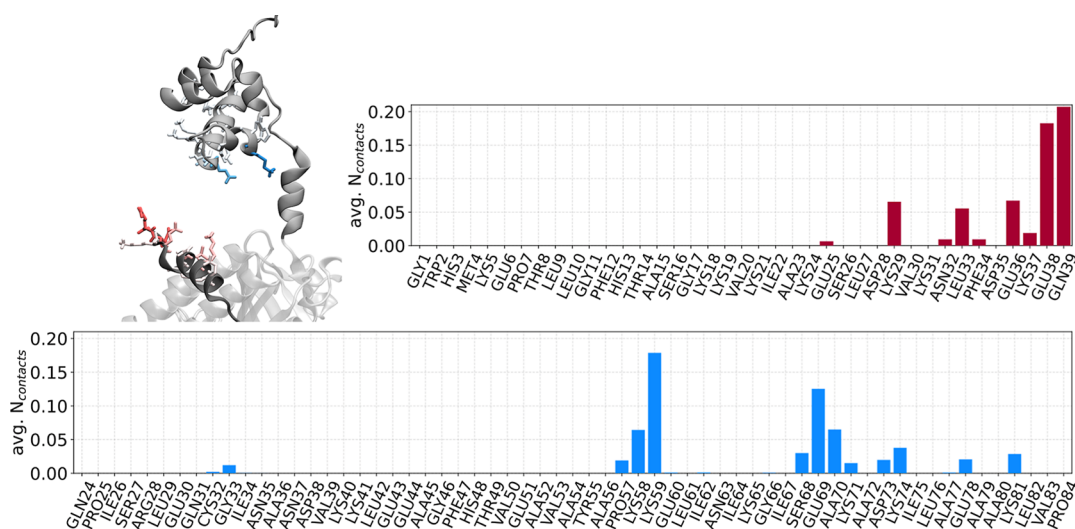 avg. N_contacts
0.20
0.15
0.10
0.05
0.00
GLY1 TRP2 HIS3 MET4 LYS5 GLU6 PRO7 THR8 LEU9 LEU10 GLY11 PHE12 HIS13 THR14 ALA15 SER16 GLY17 LYS18 LYS19 VAL20 LYS21 ILE22 ALA23 LYS24 GLU25 SER26 LEU27 ASP28 LYS29 VAL30 LYS31 ASN32 LEU33 PHE34 ASP35 GLU36 LYS37 GLU38 GLN39
avg. N_contacts
0.20
0.15
0.10
0.05
0.00
GLN24 PRO25 ILE26 SER27 ARG28 LEU29 GLU30 GLN31 CYS32 GLY33 ILE34 ASN35 ALA36 ASN37 ASP38 VAL39 LYS40 LYS41 LEU42 GLU43 GLU44 ALA45 GLY46 PHE47 HIS48 THR49 VAL50 GLU51 ALA52 VAL53 ALA54 TYR55 ALA56 PRO57 LYS58 LYS59 GLU60 LEU61 ILE62 ASN63 ILE64 LYS65 GLY66 ILE67 SER68 GLU69 ALA70 LYS71 ALA72 ASP73 LYS74 ILE75 LEU76 ALA77 GLU78 ALA79 ALA80 LYS81 LEU82 VAL83 PRO84